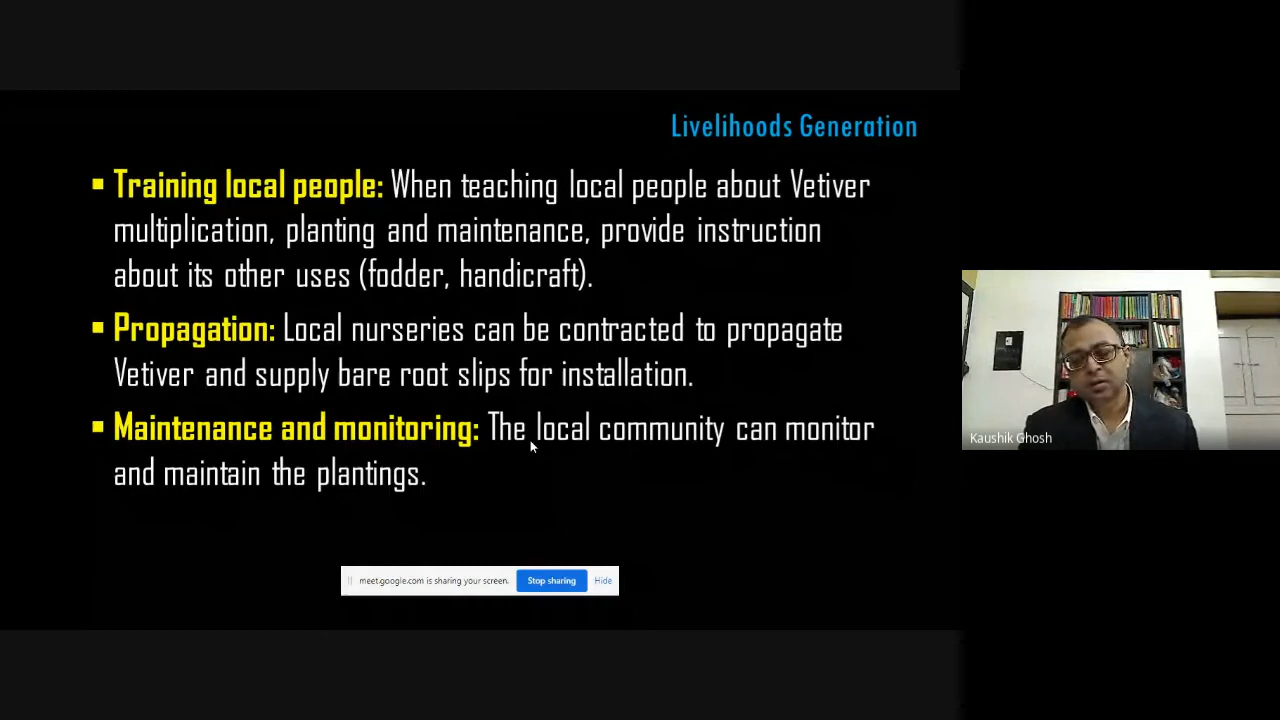 Livelihoods Generation
▪ Training local people: When teaching local people about Vetiver
multiplication, planting and maintenance, provide instruction
about its other uses (fodder, handicraft).
▪ Propagation: Local nurseries can be contracted to propagate
Vetiver and supply bare root slips for installation.
▪ Maintenance and monitoring: The local community can monitor
and maintain the plantings.
Kaushik Ghosh
meet.google.com is sharing your screen. Stop sharing Hide